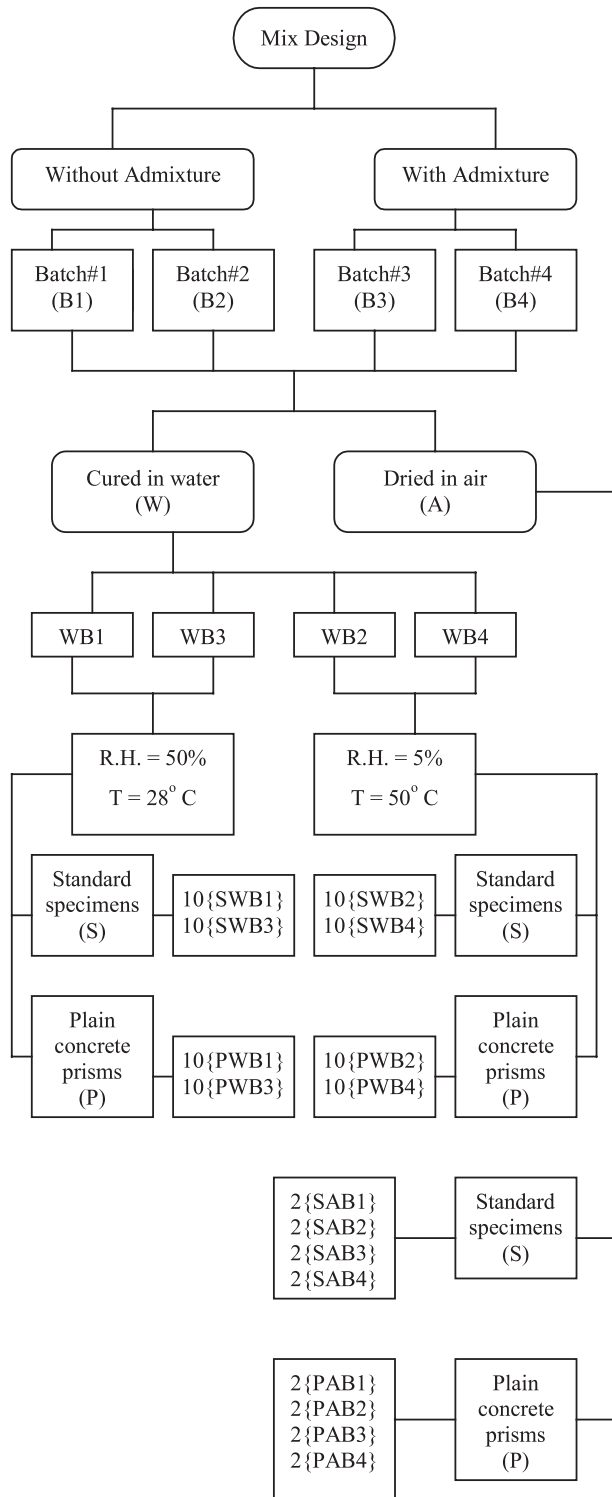 Mix Design
Without Admixture
With Admixture
Batch#1
(B1)
Batch#2
(B2)
Batch#3
(B3)
Batch#4
(B4)
Cured in water
(W)
Dried in air
(A)
WB1
WB3
WB2
WB4
R.H. = 50%
T = 28° C
R.H. = 5%
T = 50° C
Standard
specimens
(S)
10{SWB1}
10{SWB3}
10{SWB2}
10{SWB4}
Standard
specimens
(S)
Plain
concrete
prisms
(P)
10{PWB1}
10{PWB3}
10{PWB2}
10{PWB4}
Plain
concrete
prisms
(P)
2{SAB1}
2{SAB2}
2{SAB3}
2{SAB4}
Standard
specimens
(S)
2{PAB1}
2{PAB2}
2{PAB3}
2{PAB4}
Plain
concrete
prisms
(P)